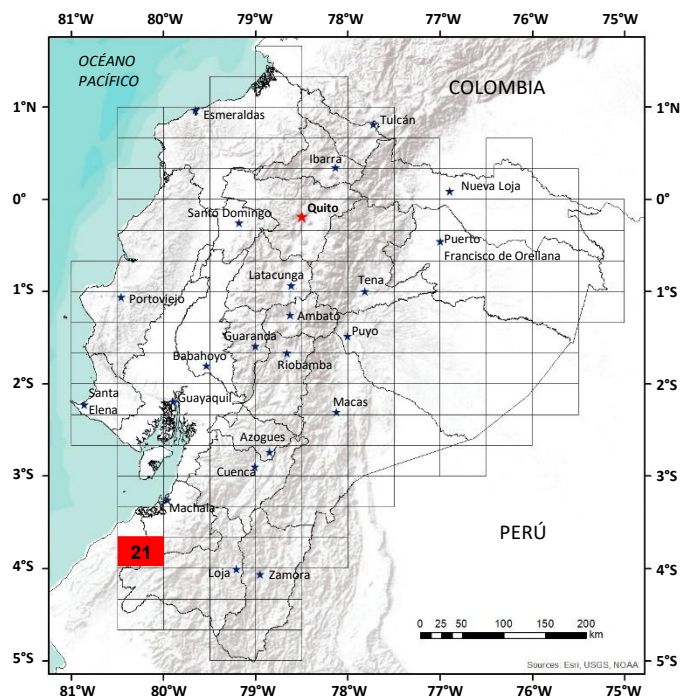 81°W 80°W 79°W 78°W 77°W 76°W 75°W
OCÉANO
PACÍFICO
COLOMBIA
1°N
1°N
Esmeraldas
Tulcán
Ibarra
Nueva Loja
0°
0°
Santo Domingo
Quito
Puerto
Francisco de Orellana
Latacunga
Tena
1°S
1°S
Portoviejo
Ambato
Guaranda
Puyo
Babahoyo
Riobamba
2°S
2°S
Santa
Elena
Guayaquil
Macas
Azogues
3°S
3°S
Cuenca
Machala
PERÚ
21
4°S
4°S
Loja
Zamora
0 25 50 100 150 200
km
5°S
5°S
Sources: Esri, USGS, NOAA
81°W 80°W 79°W 78°W 77°W 76°W 75°W